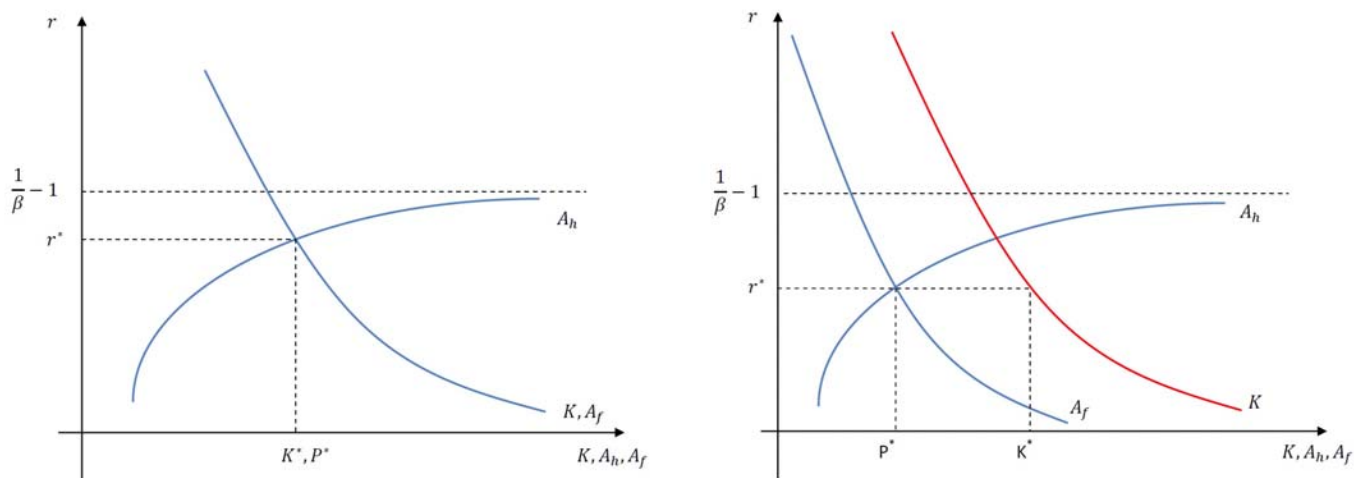 r
1/β − 1
A_h
r*
K, A_f
K*, P*
K, A_h, A_f
r
1/β − 1
A_h
r*
A_f
K
P*
K*
K, A_h, A_f